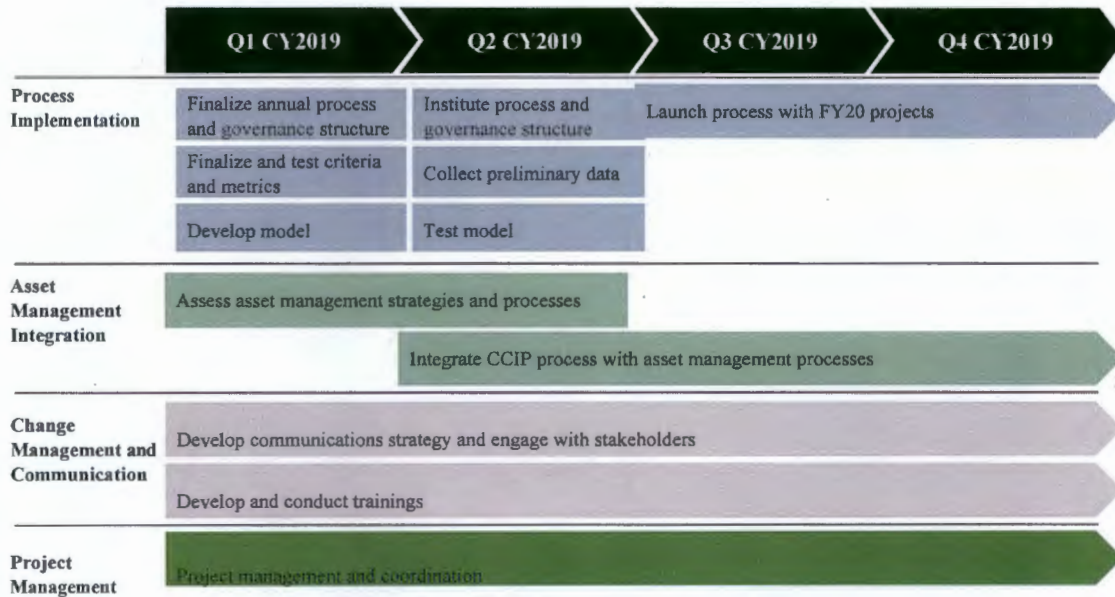 Q1 CY2019
Q2 CY2019
Q3 CY2019
Q4 CY2019
Process
Implementation
Finalize annual process
and governance structure
Institute process and
governance structure
Launch process with FY20 projects
Finalize and test criteria
and metrics
Collect preliminary data
Develop model
Test model
Asset
Management
Integration
Assess asset management strategies and processes
Integrate CCIP process with asset management processes
Change
Management and
Communication
Develop communications strategy and engage with stakeholders
Develop and conduct trainings
Project
Management
Project management and coordination